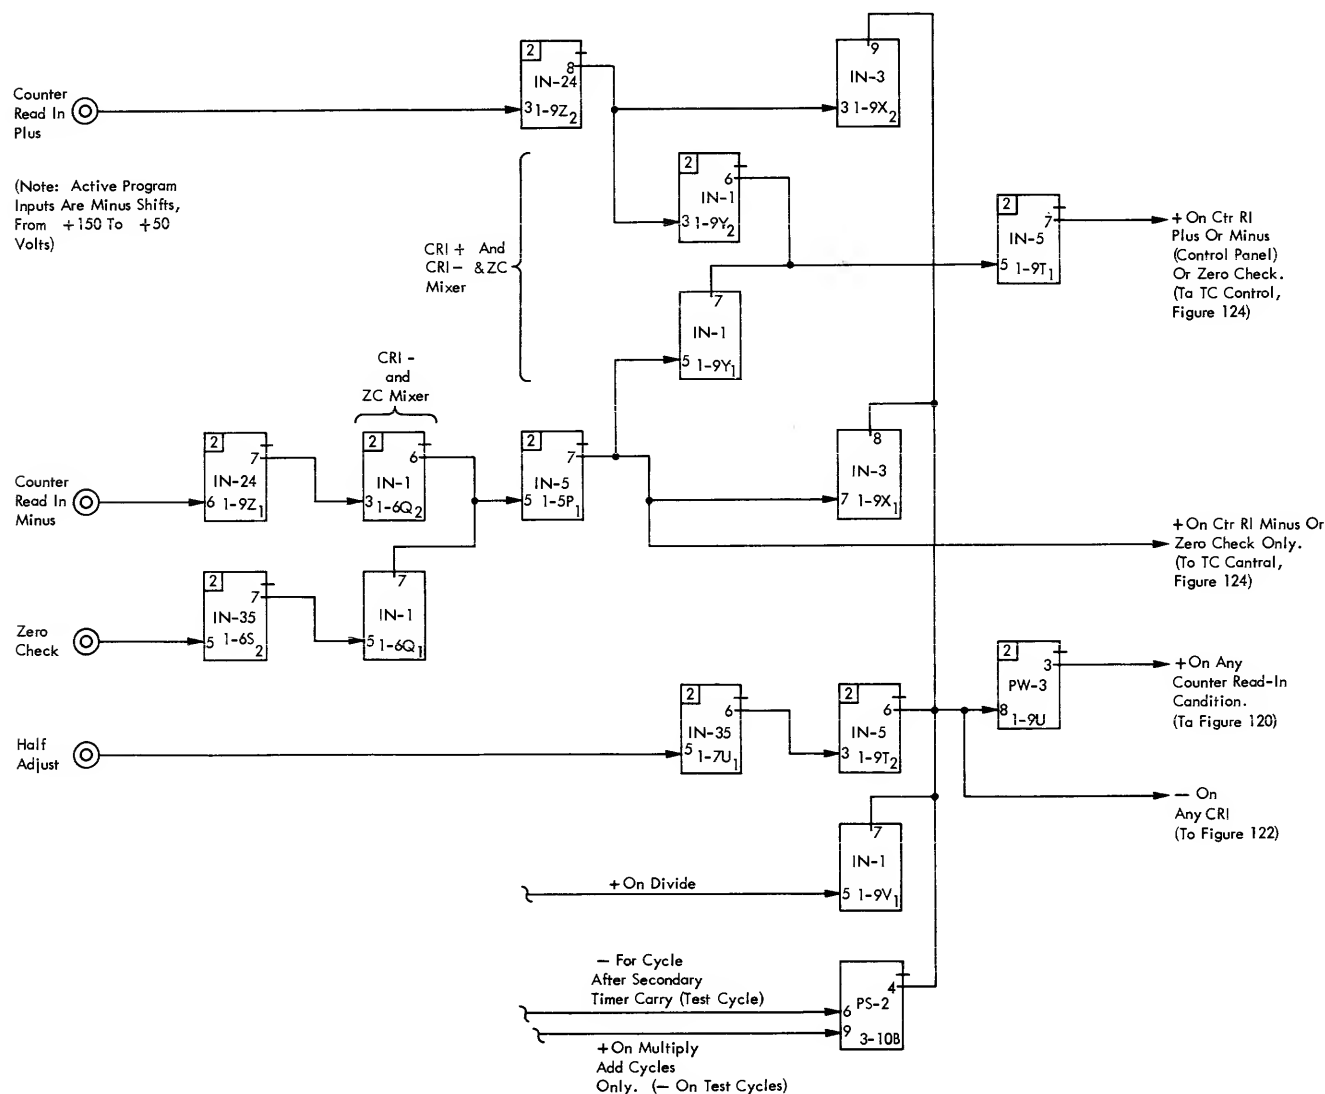 2
9
8
IN-24
IN-3
Counter
Read In
Plus
3 1-9Z2
3 1-9X2
2
6
IN-1
3 1-9Y2
(Note: Active Program
Inputs Are Minus Shifts,
From +150 To +50
Volts)
2
7
IN-5
5 1-9T1
+ On Ctr RI
Plus Or Minus
(Control Panel)
Or Zero Check.
(Ta TC Control,
Figure 124)
CRI + And
CRI - & ZC
Mixer
7
IN-1
5 1-9Y1
CRI -
and
ZC Mixer
2
7
IN-24
6 1-9Z1
2
6
IN-1
3 1-6Q2
2
7
IN-5
5 1-5P1
8
IN-3
7 1-9X1
Counter
Read In
Minus
+ On Ctr RI Minus Or
Zero Check Only.
(To TC Cantral,
Figure 124)
2
7
IN-35
5 1-6S2
7
IN-1
5 1-6Q1
Zero
Check
2
6
IN-35
5 1-7U1
2
6
IN-5
3 1-9T2
2
3
PW-3
8 1-9U
+ On Any
Counter Read-In
Candition.
(Ta Figure 120)
Half
Adjust
— On
Any CRI
(To Figure 122)
7
IN-1
5 1-9V1
+ On Divide
— For Cycle
After Secondary
Timer Carry (Test Cycle)
4
6 PS-2
9
3-10B
+ On Multiply
Add Cycles
Only. (— On Test Cycles)